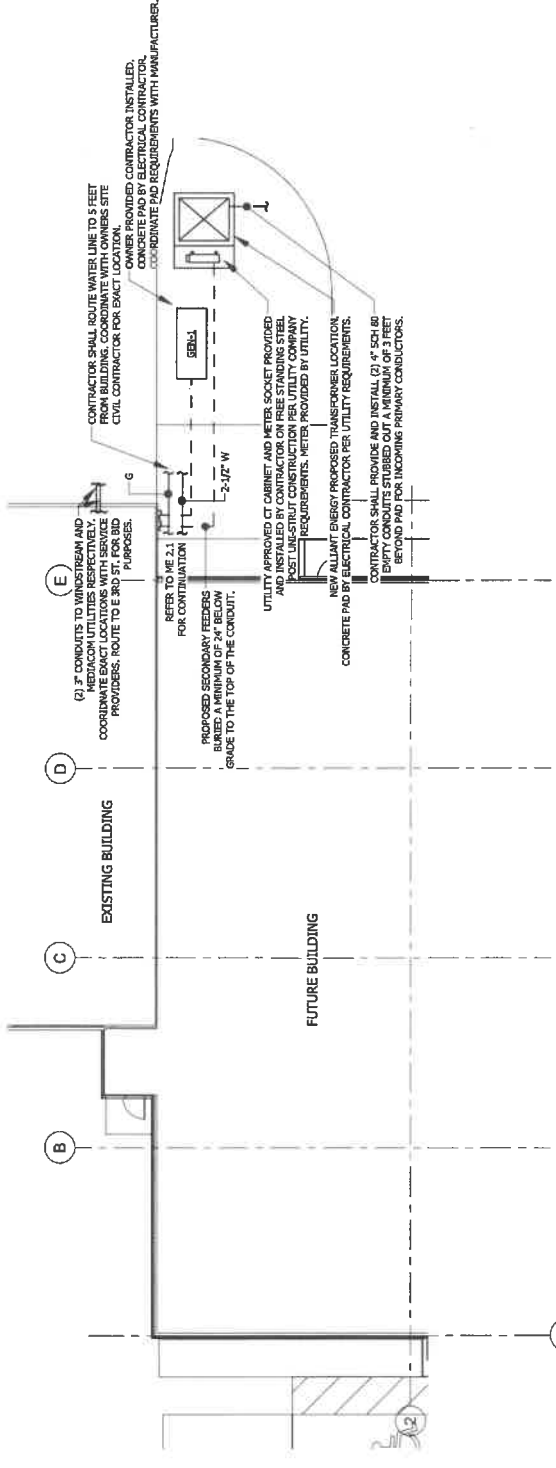 CONTRACTOR SHALL ROUTE WATER LINE TO 5 FEET
FROM BUILDING. COORDINATE WITH OWNERS SITE
CIVIL CONTRACTOR FOR EXACT LOCATION.
OWNER PROVIDED CONTRACTOR INSTALLED.
CONCRETE PAD BY ELECTRICAL CONTRACTOR.
COORDINATE PAD REQUIREMENTS WITH MANUFACTURER.
(2) 3" CONDUITS TO WINDSTREAM AND
MEDIACOM UTILITIES RESPECTIVELY.
COORIDNATE EXACT LOCATIONS WITH SERVICE
PROVIDERS. ROUTE TO E 3RD ST. FOR BID
PURPOSES.
G
GEN-1
2-1/2" W
REFER TO ME 2.1
FOR CONTINUATION
PROPOSED SECONDARY FEEDERS
BURIED A MINIMUM OF 24" BELOW
GRADE TO THE TOP OF THE CONDUIT.
UTILITY APPROVED CT CABINET AND METER SOCKET PROVIDED
AND INSTALLED BY CONTRACTOR ON FREE STANDING STEEL
POST UNI-STRUT CONSTRUCTION PER UTILITY COMPANY
REQUIREMENTS. METER PROVIDED BY UTILITY.
NEW ALLIANT ENERGY PROPOSED TRANSFORMER LOCATION.
CONCRETE PAD BY ELECTRICAL CONTRACTOR PER UTILITY REQUIREMENTS.
CONTRACTOR SHALL PROVIDE AND INSTALL (2) 4" SCH 80
EMPTY CONDUITS STUBBED OUT A MINIMUM OF 3 FEET
BEYOND PAD FOR INCOMING PRIMARY CONDUCTORS.
E
D
EXISTING BUILDING
C
FUTURE BUILDING
B